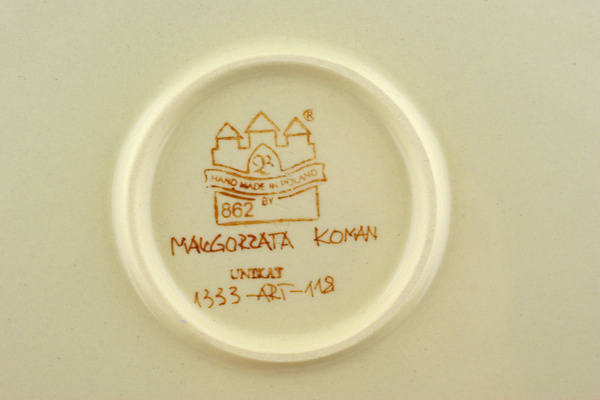 ®
HAND MADE IN POLAND
BY
862
MAŁGORZATA KOMAN
UNIKAT
1333-ART-118